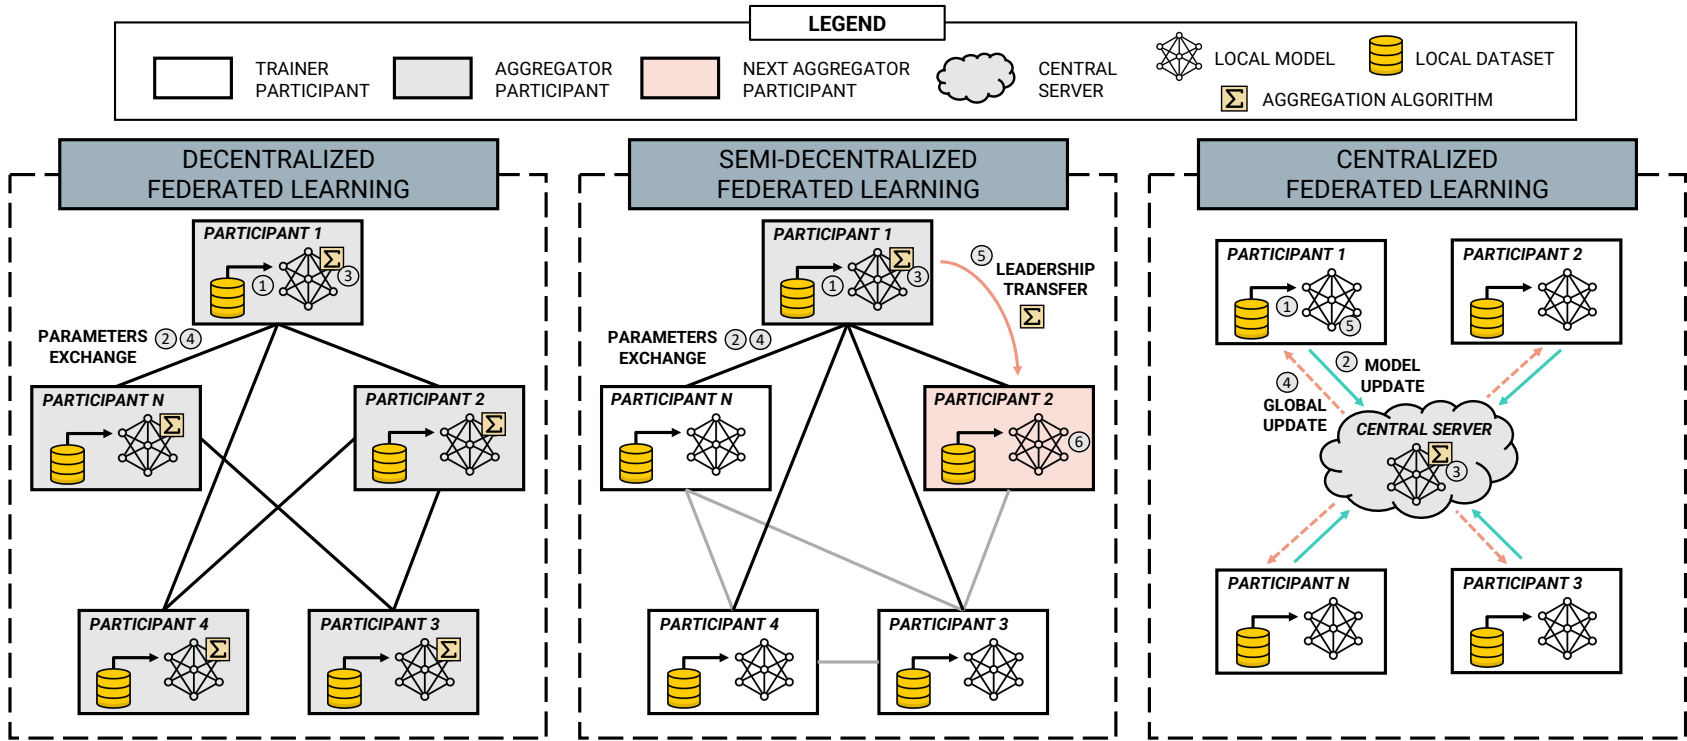 LEGEND
TRAINER
PARTICIPANT
AGGREGATOR
PARTICIPANT
NEXT AGGREGATOR
PARTICIPANT
CENTRAL
SERVER
LOCAL MODEL
LOCAL DATASET
Σ AGGREGATION ALGORITHM
DECENTRALIZED
FEDERATED LEARNING
PARTICIPANT 1
Σ
1
3
PARAMETERS
EXCHANGE
2 4
PARTICIPANT N
Σ
PARTICIPANT 2
Σ
PARTICIPANT 4
Σ
PARTICIPANT 3
Σ
SEMI-DECENTRALIZED
FEDERATED LEARNING
PARTICIPANT 1
Σ
1
3
5
LEADERSHIP
TRANSFER
Σ
PARAMETERS
EXCHANGE
2 4
PARTICIPANT N
PARTICIPANT 2
6
PARTICIPANT 4
PARTICIPANT 3
CENTRALIZED
FEDERATED LEARNING
PARTICIPANT 1
1
5
PARTICIPANT 2
2 MODEL
UPDATE
4
GLOBAL
UPDATE
CENTRAL SERVER
Σ
3
PARTICIPANT N
PARTICIPANT 3